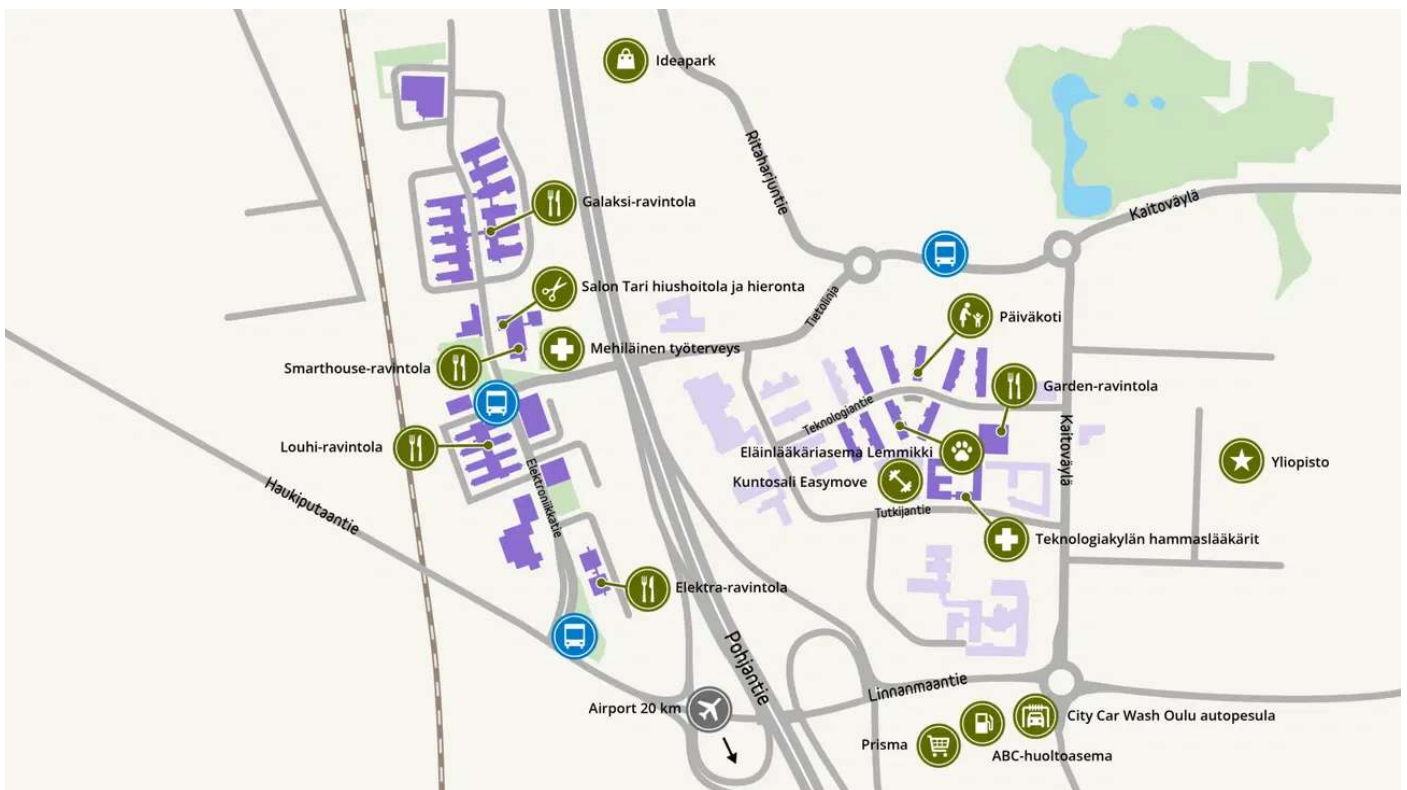 Ideapark
Ritaharjuntie
Galaksi-ravintola
Kaitoväylä
Salon Tari hiushoitola ja hieronta
Tietolinja
Päiväkoti
Mehiläinen työterveys
Smarthouse-ravintola
Garden-ravintola
Teknologiantie
Kaitoväylä
Louhi-ravintola
Eläinlääkäriasema Lemmikki
Yliopisto
Elektroniikkatie
Kuntosali Easymove
Haukiputaantie
Tutkijantie
Teknologiakylän hammaslääkärit
Elektra-ravintola
Pohjantie
Linnanmaantie
Airport 20 km
City Car Wash Oulu autopesula
Prisma
ABC-huoltoasema